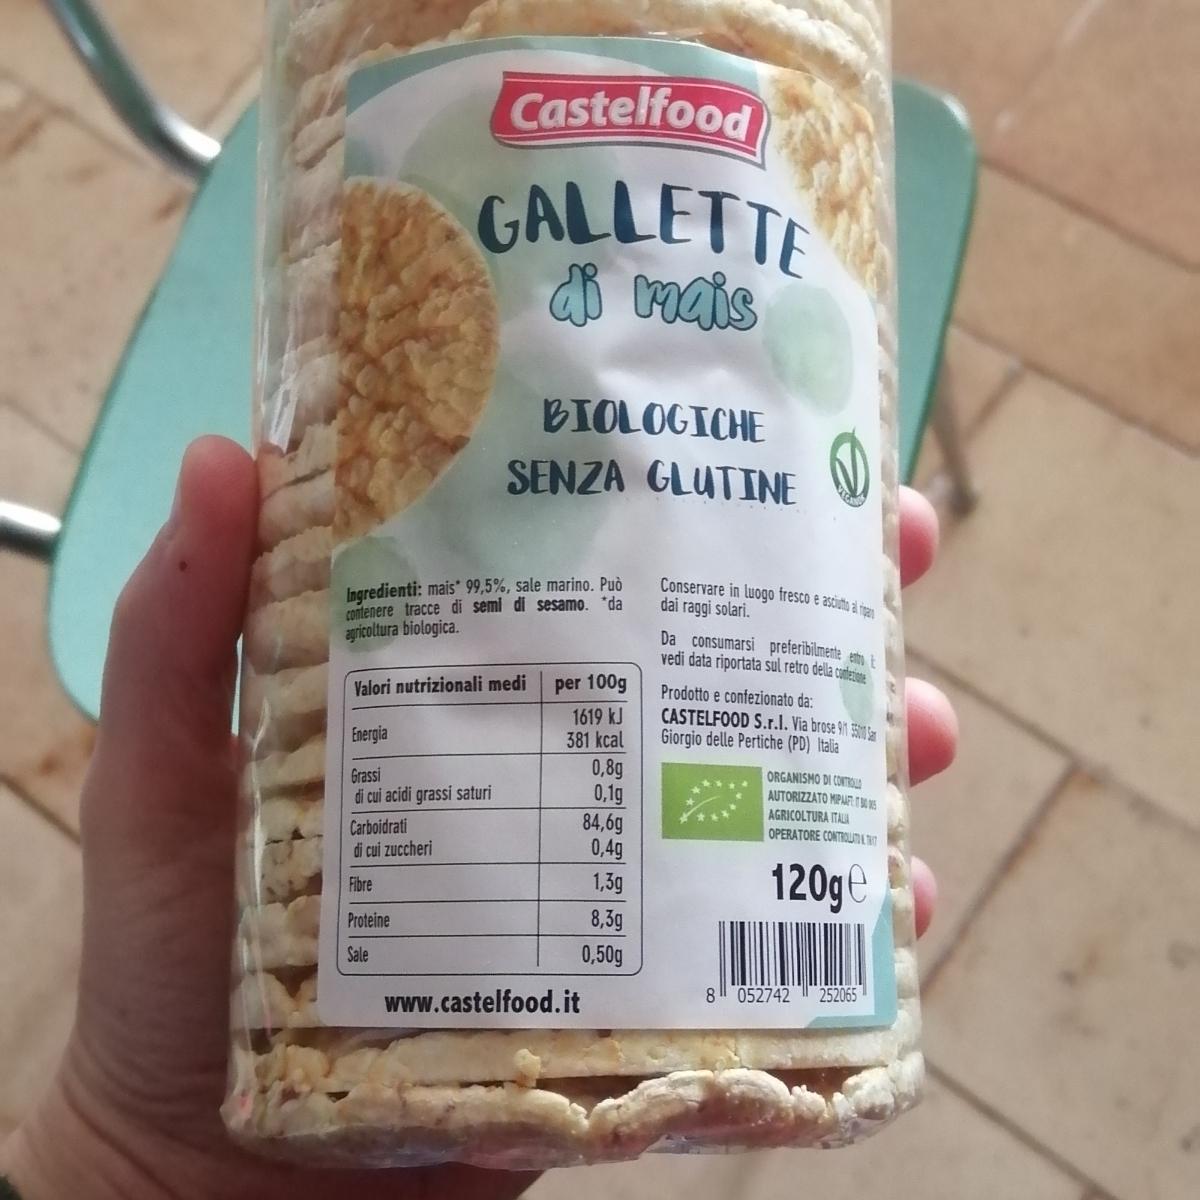 Castelfood
GALLETTE
di mais
BIOLOGICHE
SENZA GLUTINE
Ingredienti: mais* 99,5%, sale marino. Può
contenere tracce di semi di sesamo. *da
agricoltura biologica.
Valori nutrizionali medi per 100g
Energia 1619 kJ
381 kcal
Grassi 0,8g
di cui acidi grassi saturi 0,1g
Carboidrati 84,6g
di cui zuccheri 0,4g
Fibre 1,3g
Proteine 8,3g
Sale 0,50g
www.castelfood.it
Conservare in luogo fresco e asciutto al riparo
dai raggi solari.
Da consumarsi preferibilmente entro il:
vedi data riportata sul retro della confezione
Prodotto e confezionato da:
CASTELFOOD S.r.l. Via brose 9/1 35010 San
Giorgio delle Pertiche (PD) Italia
ORGANISMO DI CONTROLLO
AUTORIZZATO MIPAAFT: IT BIO 005
AGRICOLTURA ITALIA
OPERATORE CONTROLLATO N.
120g e
8 052742 252065